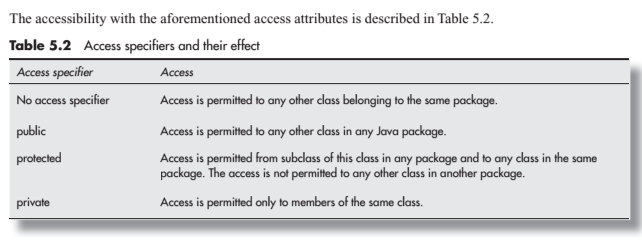 The accessibility with the aforementioned access attributes is described in Table 5.2.
Table 5.2 Access specifiers and their effect
Access specifier Access
No access specifier Access is permitted to any other class belonging to the same package.
public Access is permitted to any other class in any Java package.
protected Access is permitted from subclass of this class in any package and to any class in the same
package. The access is not permitted to any other class in another package.
private Access is permitted only to members of the same class.